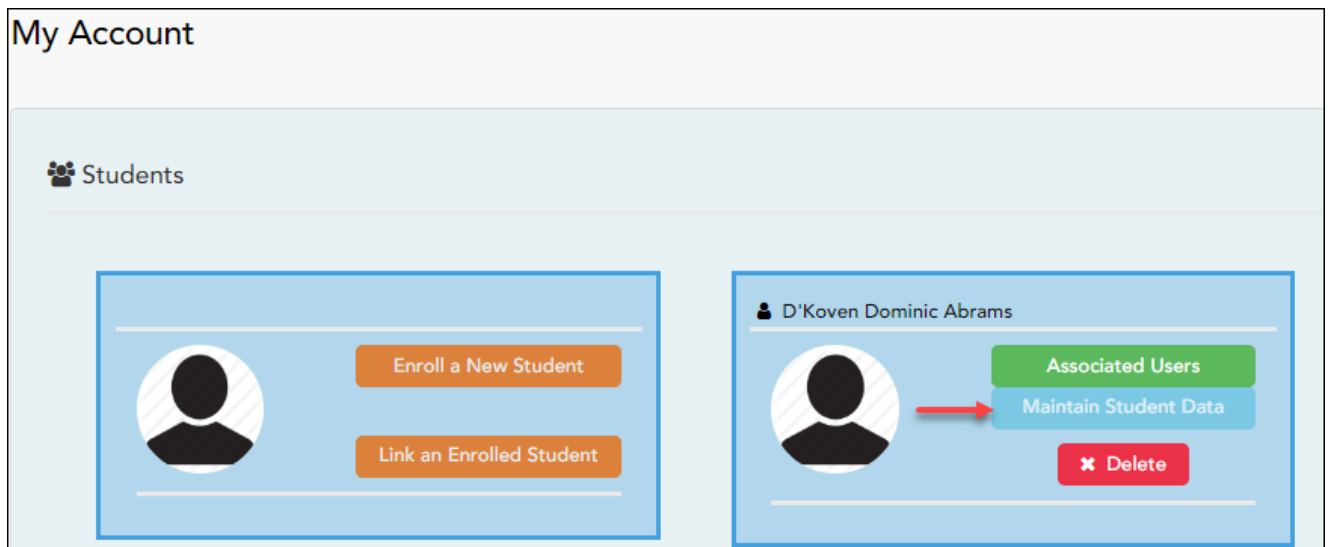 My Account
Students
Enroll a New Student
Link an Enrolled Student
D'Koven Dominic Abrams
Associated Users
Maintain Student Data
Delete